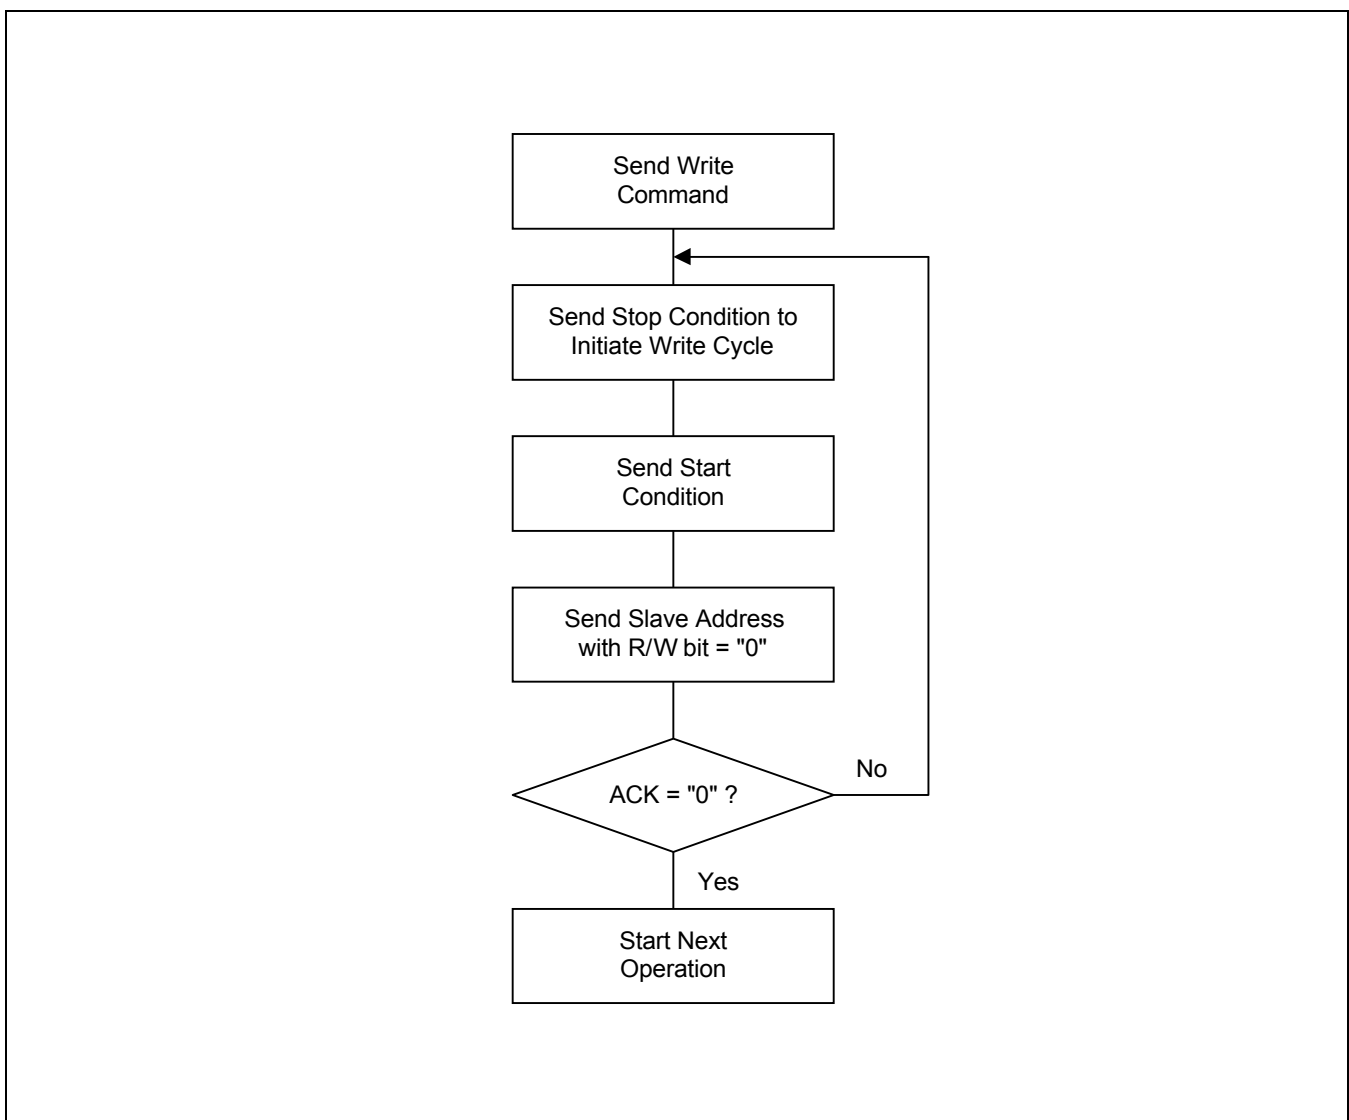 Send Write
Command
Send Stop Condition to
Initiate Write Cycle
Send Start
Condition
Send Slave Address
with R/W bit = "0"
ACK = "0" ?
No
Yes
Start Next
Operation